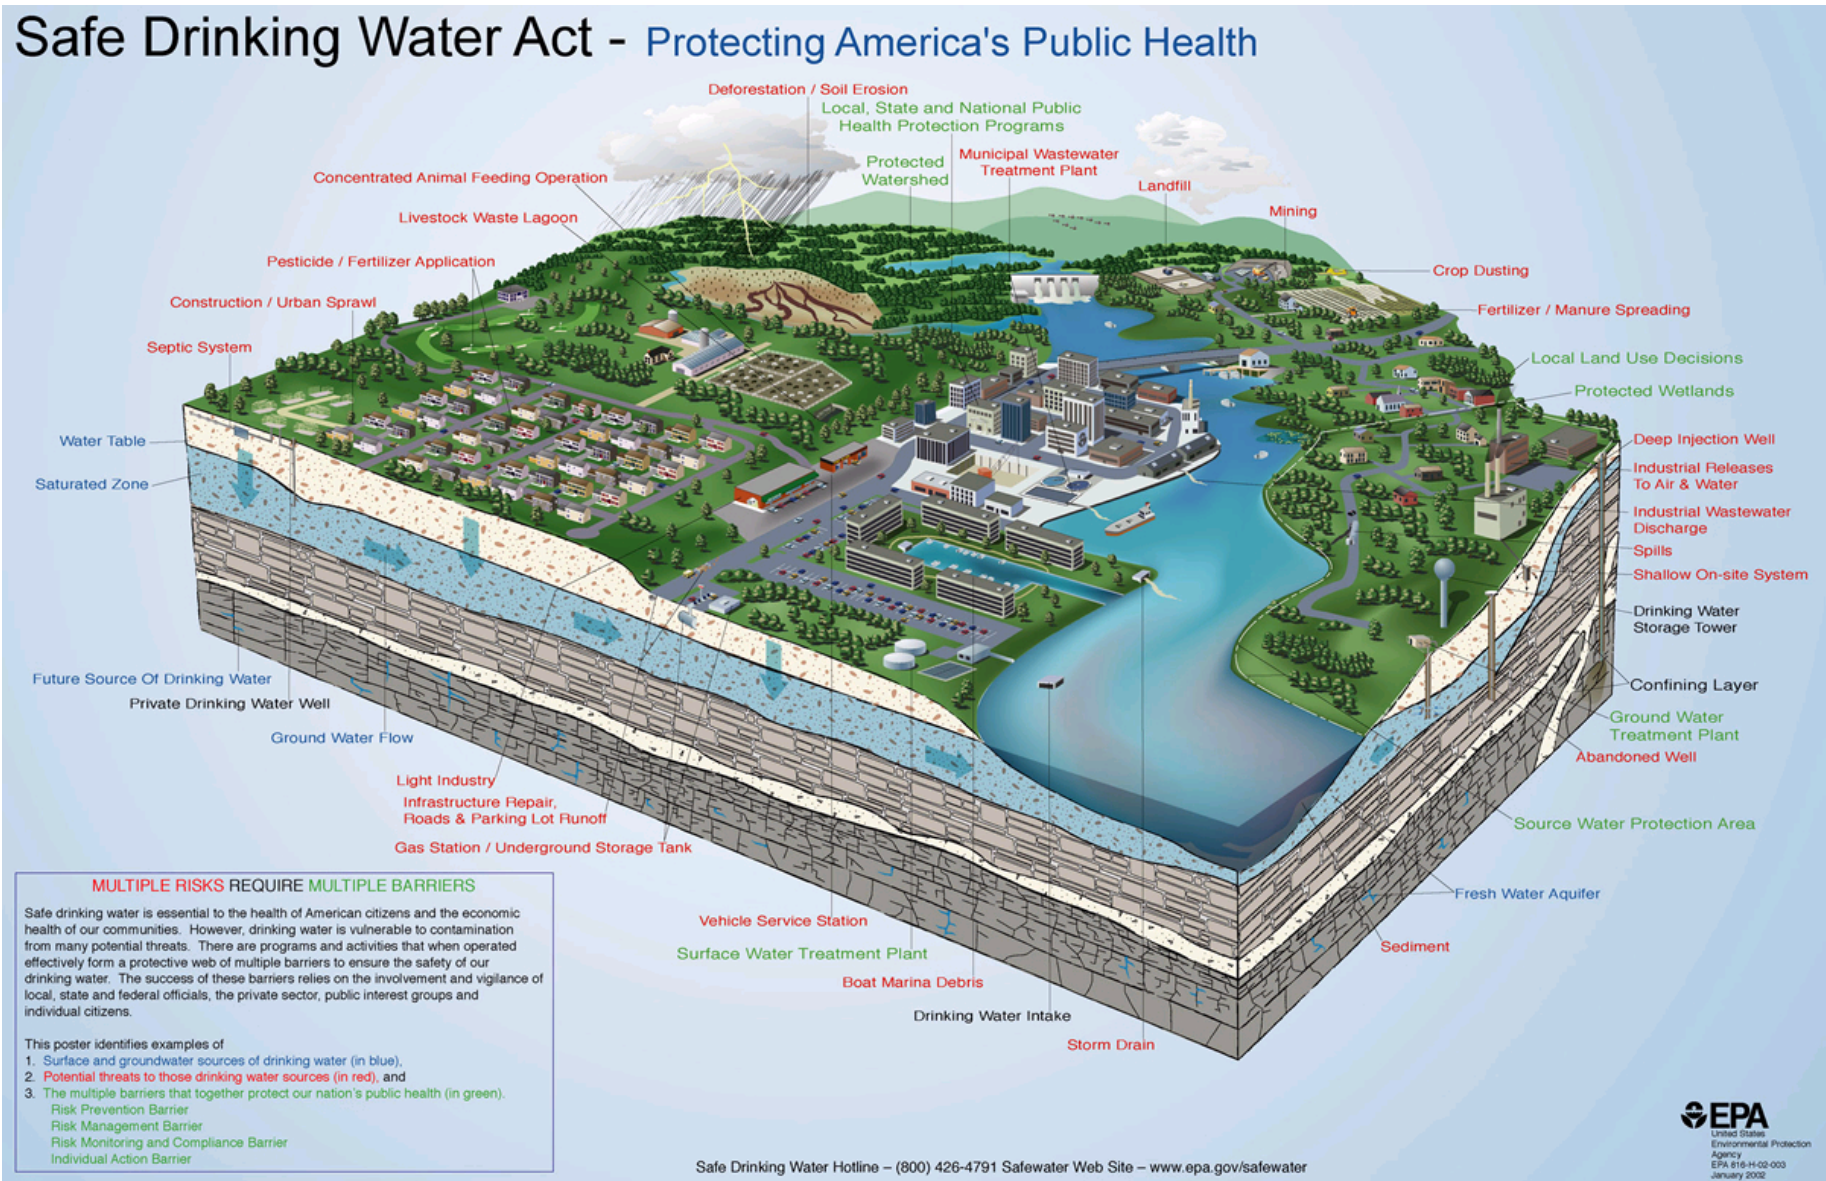 Safe Drinking Water Act - Protecting America's Public Health
Deforestation / Soil Erosion
Local, State and National Public
Health Protection Programs
Protected
Watershed
Municipal Wastewater
Treatment Plant
Landfill
Mining
Concentrated Animal Feeding Operation
Livestock Waste Lagoon
Pesticide / Fertilizer Application
Construction / Urban Sprawl
Septic System
Crop Dusting
Fertilizer / Manure Spreading
Local Land Use Decisions
Protected Wetlands
Water Table
Saturated Zone
Deep Injection Well
Industrial Releases
To Air & Water
Industrial Wastewater
Discharge
Spills
Shallow On-site System
Drinking Water
Storage Tower
Confining Layer
Ground Water
Treatment Plant
Abandoned Well
Source Water Protection Area
Fresh Water Aquifer
Sediment
Future Source Of Drinking Water
Private Drinking Water Well
Ground Water Flow
Light Industry
Infrastructure Repair,
Roads & Parking Lot Runoff
Gas Station / Underground Storage Tank
Vehicle Service Station
Surface Water Treatment Plant
Boat Marina Debris
Drinking Water Intake
Storm Drain
MULTIPLE RISKS REQUIRE MULTIPLE BARRIERS
Safe drinking water is essential to the health of American citizens and the economic
health of our communities. However, drinking water is vulnerable to contamination
from many potential threats. There are programs and activities that when operated
effectively form a protective web of multiple barriers to ensure the safety of our
drinking water. The success of these barriers relies on the involvement and vigilance of
local, state and federal officials, the private sector, public interest groups and
individual citizens.
This poster identifies examples of
1. Surface and groundwater sources of drinking water (in blue),
2. Potential threats to those drinking water sources (in red), and
3. The multiple barriers that together protect our nation's public health (in green).
Risk Prevention Barrier
Risk Management Barrier
Risk Monitoring and Compliance Barrier
Individual Action Barrier
Safe Drinking Water Hotline – (800) 426-4791 Safewater Web Site – www.epa.gov/safewater
EPA
United States
Environmental Protection
Agency
EPA 816-H-02-003
January 2002